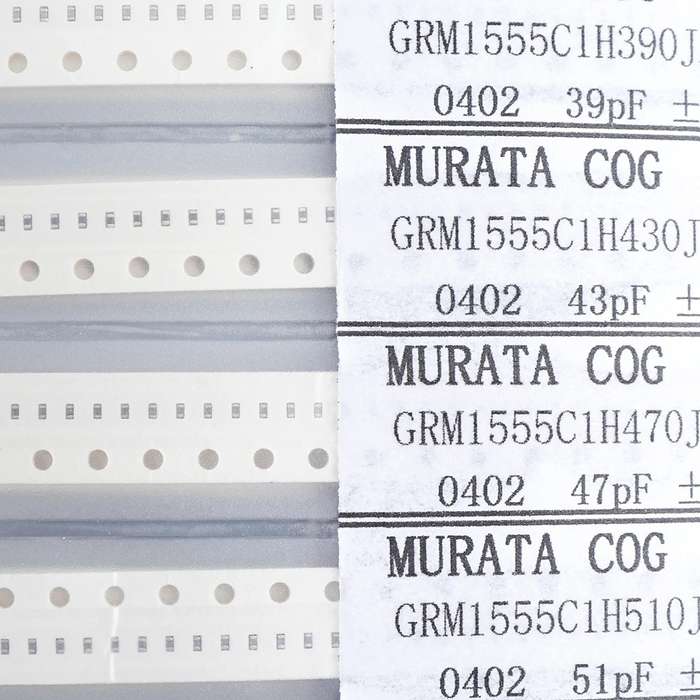 GRM1555C1H390J
0402 39pF ±
MURATA COG
GRM1555C1H430J
0402 43pF ±
MURATA COG
GRM1555C1H470J
0402 47pF ±
MURATA COG
GRM1555C1H510J
0402 51pF ±